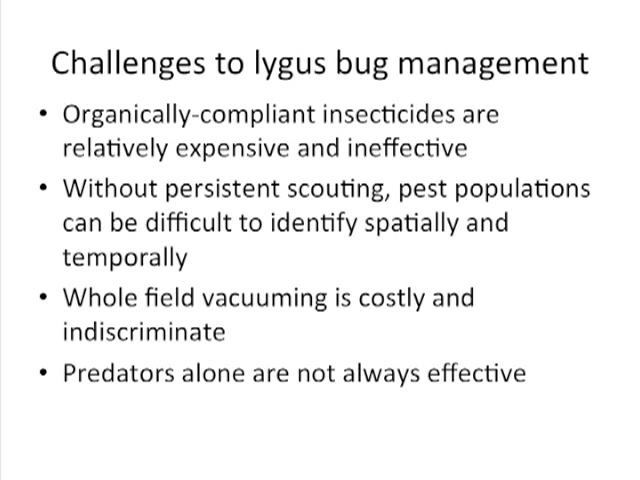 Challenges to lygus bug management
• Organically-compliant insecticides are
relatively expensive and ineffective
• Without persistent scouting, pest populations
can be difficult to identify spatially and
temporally
• Whole field vacuuming is costly and
indiscriminate
• Predators alone are not always effective